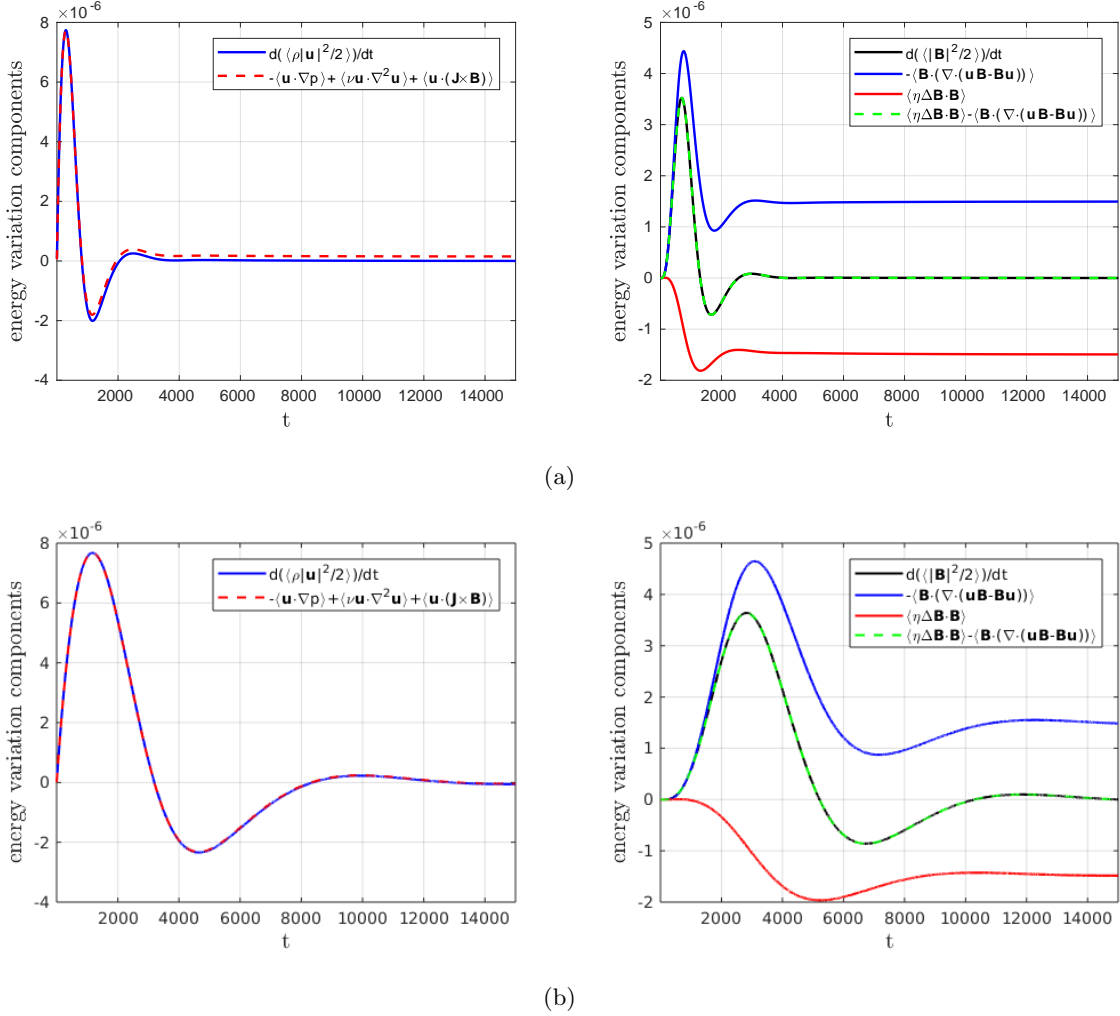 ×10⁻⁶
8
6
4
2
0
-2
-4
2000 4000 6000 8000 10000 12000 14000
t
energy variation components
d(⟨ρ|u|²/2⟩)/dt
-⟨u·∇p⟩+⟨νu·∇²u⟩+⟨u·(J×B)⟩
×10⁻⁶
5
4
3
2
1
0
-1
-2
2000 4000 6000 8000 10000 12000 14000
t
energy variation components
d(⟨|B|²/2⟩)/dt
-⟨B·(∇·(uB-Bu))⟩
⟨ηΔB·B⟩
⟨ηΔB·B⟩-⟨B·(∇·(uB-Bu))⟩
(a)
×10⁻⁶
8
6
4
2
0
-2
-4
2000 4000 6000 8000 10000 12000 14000
t
energy variation components
d(⟨ρ|u|²/2⟩)/dt
-⟨u·∇p⟩+⟨νu·∇²u⟩+⟨u·(J×B)⟩
×10⁻⁶
5
4
3
2
1
0
-1
-2
2000 4000 6000 8000 10000 12000 14000
t
energy variation components
d(⟨|B|²/2⟩)/dt
-⟨B·(∇·(uB-Bu))⟩
⟨ηΔB·B⟩
⟨ηΔB·B⟩-⟨B·(∇·(uB-Bu))⟩
(b)